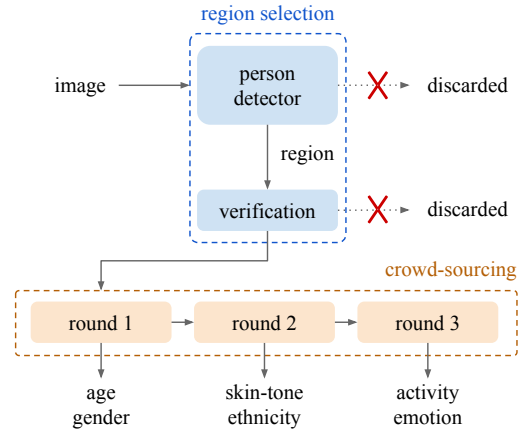 region selection
image
person
detector
discarded
region
verification
discarded
crowd-sourcing
round 1
round 2
round 3
age
gender
skin-tone
ethnicity
activity
emotion